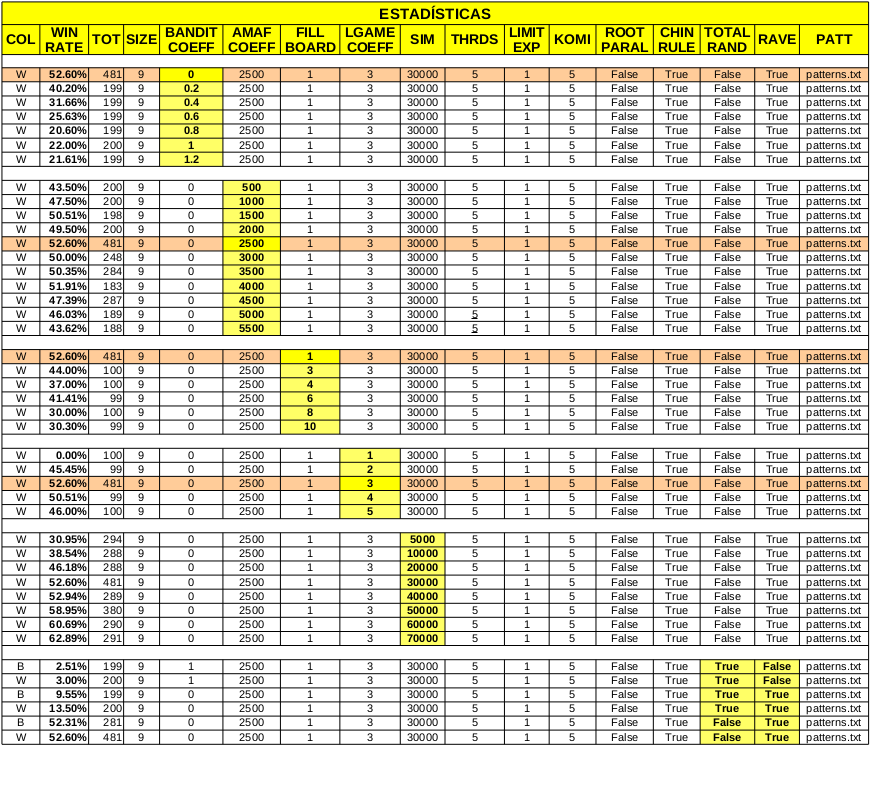 ESTADÍSTICAS
COL WIN RATE TOT SIZE BANDIT COEFF AMAF COEFF FILL BOARD LGAME COEFF SIM THRDS LIMIT EXP KOMI ROOT PARAL CHIN RULE TOTAL RAND RAVE PATT
W 52.60% 481 9 0 2500 1 3 30000 5 1 5 False True False True patterns.txt
W 40.20% 199 9 0.2 2500 1 3 30000 5 1 5 False True False True patterns.txt
W 31.66% 199 9 0.4 2500 1 3 30000 5 1 5 False True False True patterns.txt
W 25.63% 199 9 0.6 2500 1 3 30000 5 1 5 False True False True patterns.txt
W 20.60% 199 9 0.8 2500 1 3 30000 5 1 5 False True False True patterns.txt
W 22.00% 200 9 1 2500 1 3 30000 5 1 5 False True False True patterns.txt
W 21.61% 199 9 1.2 2500 1 3 30000 5 1 5 False True False True patterns.txt
W 43.50% 200 9 0 500 1 3 30000 5 1 5 False True False True patterns.txt
W 47.50% 200 9 0 1000 1 3 30000 5 1 5 False True False True patterns.txt
W 50.51% 198 9 0 1500 1 3 30000 5 1 5 False True False True patterns.txt
W 49.50% 200 9 0 2000 1 3 30000 5 1 5 False True False True patterns.txt
W 52.60% 481 9 0 2500 1 3 30000 5 1 5 False True False True patterns.txt
W 50.00% 248 9 0 3000 1 3 30000 5 1 5 False True False True patterns.txt
W 50.35% 284 9 0 3500 1 3 30000 5 1 5 False True False True patterns.txt
W 51.91% 183 9 0 4000 1 3 30000 5 1 5 False True False True patterns.txt
W 47.39% 287 9 0 4500 1 3 30000 5 1 5 False True False True patterns.txt
W 46.03% 189 9 0 5000 1 3 30000 5 1 5 False True False True patterns.txt
W 43.62% 188 9 0 5500 1 3 30000 5 1 5 False True False True patterns.txt
W 52.60% 481 9 0 2500 1 3 30000 5 1 5 False True False True patterns.txt
W 44.00% 100 9 0 2500 3 3 30000 5 1 5 False True False True patterns.txt
W 37.00% 100 9 0 2500 4 3 30000 5 1 5 False True False True patterns.txt
W 41.41% 99 9 0 2500 6 3 30000 5 1 5 False True False True patterns.txt
W 30.00% 100 9 0 2500 8 3 30000 5 1 5 False True False True patterns.txt
W 30.30% 99 9 0 2500 10 3 30000 5 1 5 False True False True patterns.txt
W 0.00% 100 9 0 2500 1 1 30000 5 1 5 False True False True patterns.txt
W 45.45% 99 9 0 2500 1 2 30000 5 1 5 False True False True patterns.txt
W 52.60% 481 9 0 2500 1 3 30000 5 1 5 False True False True patterns.txt
W 50.51% 99 9 0 2500 1 4 30000 5 1 5 False True False True patterns.txt
W 46.00% 100 9 0 2500 1 5 30000 5 1 5 False True False True patterns.txt
W 30.95% 294 9 0 2500 1 3 5000 5 1 5 False True False True patterns.txt
W 38.54% 288 9 0 2500 1 3 10000 5 1 5 False True False True patterns.txt
W 46.18% 288 9 0 2500 1 3 20000 5 1 5 False True False True patterns.txt
W 52.60% 481 9 0 2500 1 3 30000 5 1 5 False True False True patterns.txt
W 52.94% 289 9 0 2500 1 3 40000 5 1 5 False True False True patterns.txt
W 58.95% 380 9 0 2500 1 3 50000 5 1 5 False True False True patterns.txt
W 60.69% 290 9 0 2500 1 3 60000 5 1 5 False True False True patterns.txt
W 62.89% 291 9 0 2500 1 3 70000 5 1 5 False True False True patterns.txt
B 2.51% 199 9 1 2500 1 3 30000 5 1 5 False True True False patterns.txt
W 3.00% 200 9 1 2500 1 3 30000 5 1 5 False True True False patterns.txt
B 9.55% 199 9 0 2500 1 3 30000 5 1 5 False True True True patterns.txt
W 13.50% 200 9 0 2500 1 3 30000 5 1 5 False True True True patterns.txt
B 52.31% 281 9 0 2500 1 3 30000 5 1 5 False True False True patterns.txt
W 52.60% 481 9 0 2500 1 3 30000 5 1 5 False True False True patterns.txt